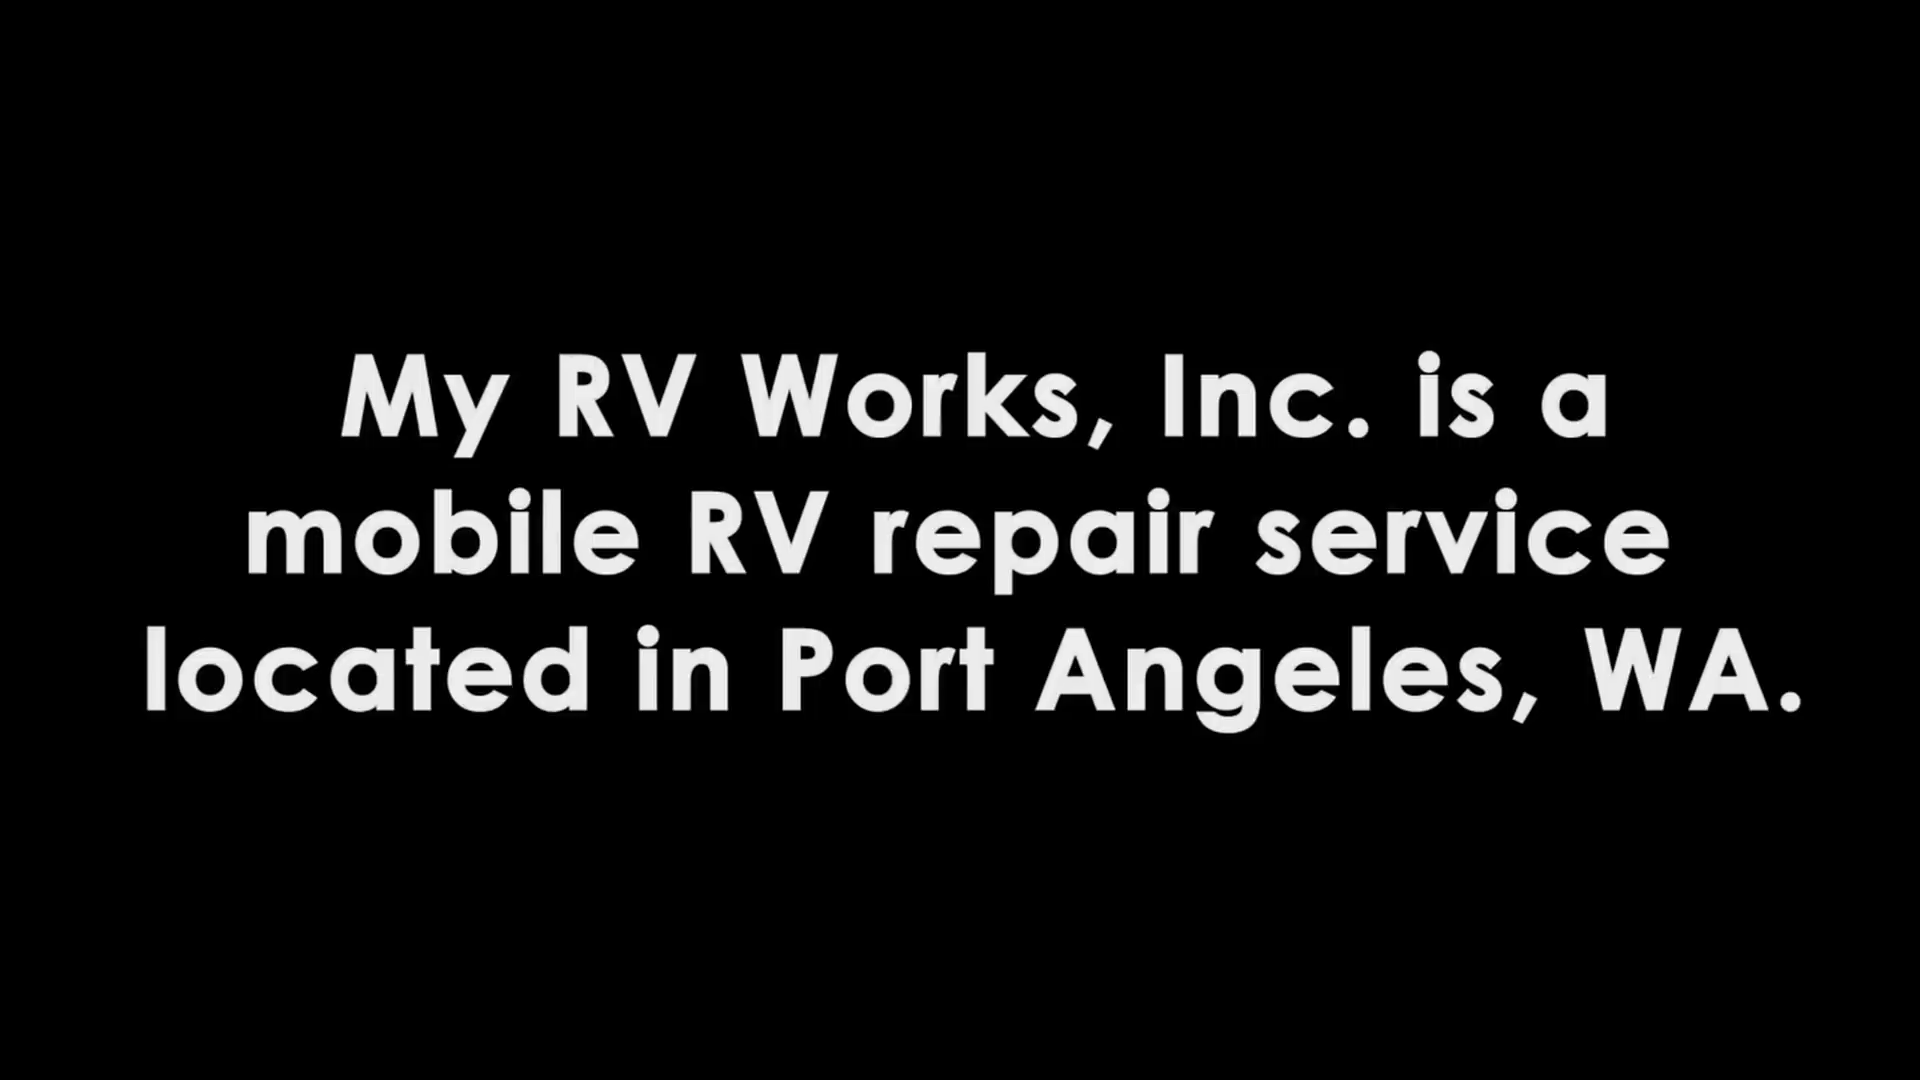 My RV Works, Inc. is a
mobile RV repair service
located in Port Angeles, WA.